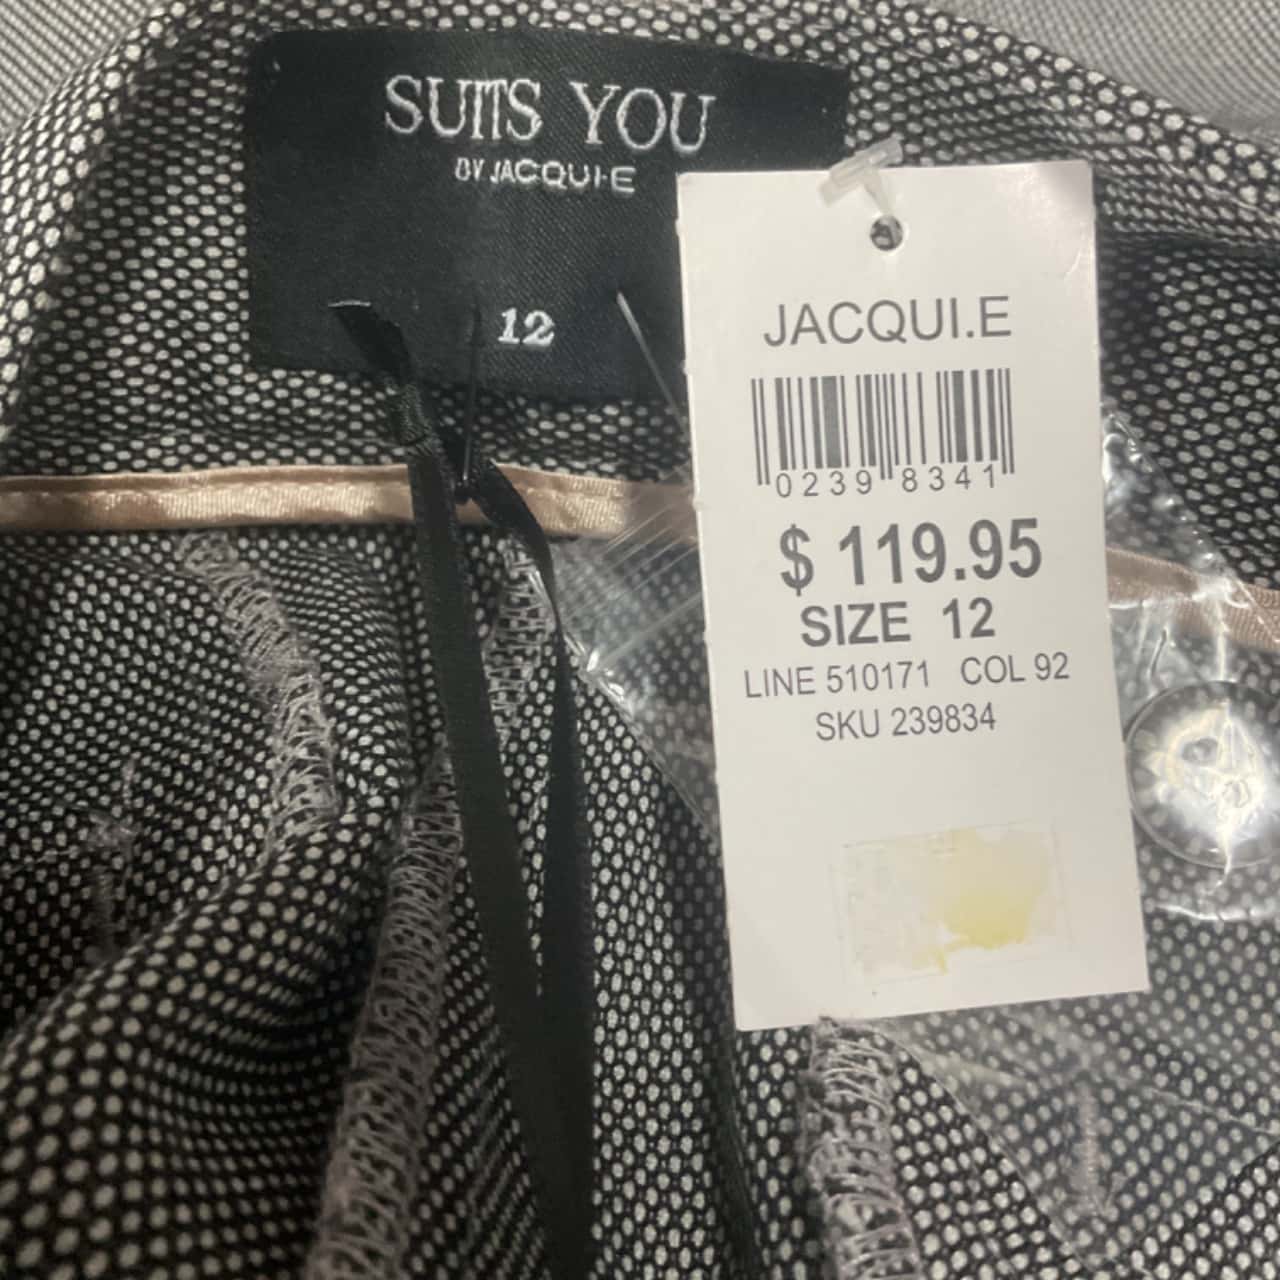 SUITS YOU
BY JACQUI·E
12
JACQUI.E
0239 8341
$ 119.95
SIZE 12
LINE 510171 COL 92
SKU 239834